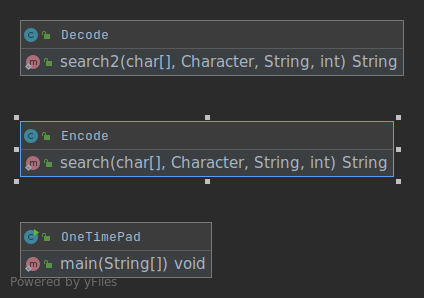 Decode
search2(char[], Character, String, int) String
Encode
search(char[], Character, String, int) String
OneTimePad
main(String[]) void
Powered by yFiles